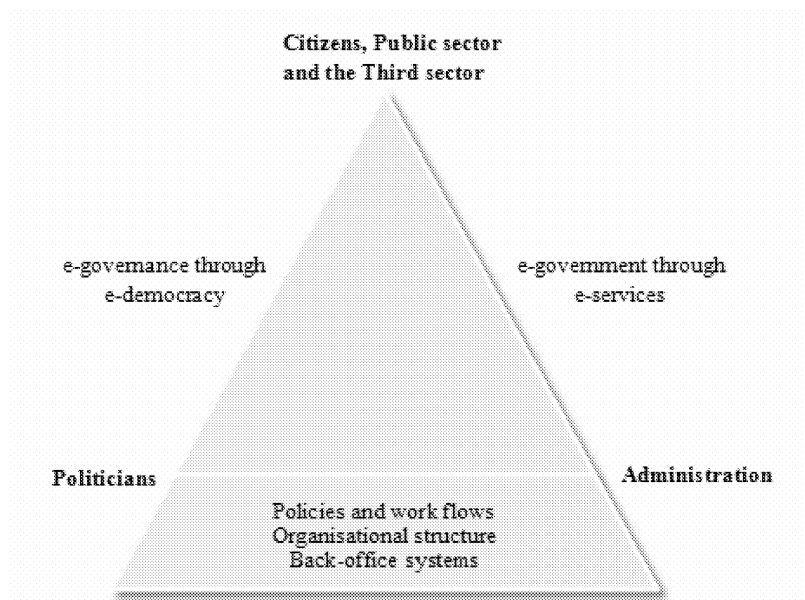 Citizens, Public sector
and the Third sector
e-governance through
e-democracy
e-government through
e-services
Politicians
Administration
Policies and work flows
Organisational structure
Back-office systems